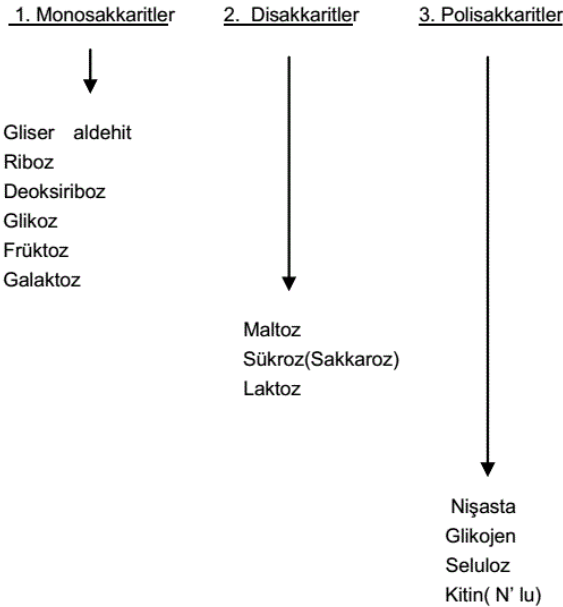 1. Monosakkaritler
2. Disakkaritler
3. Polisakkaritler
Gliser aldehit
Riboz
Deoksiriboz
Glikoz
Früktoz
Galaktoz
Maltoz
Sükroz(Sakkaroz)
Laktoz
Nişasta
Glikojen
Seluloz
Kitin( N' lu)